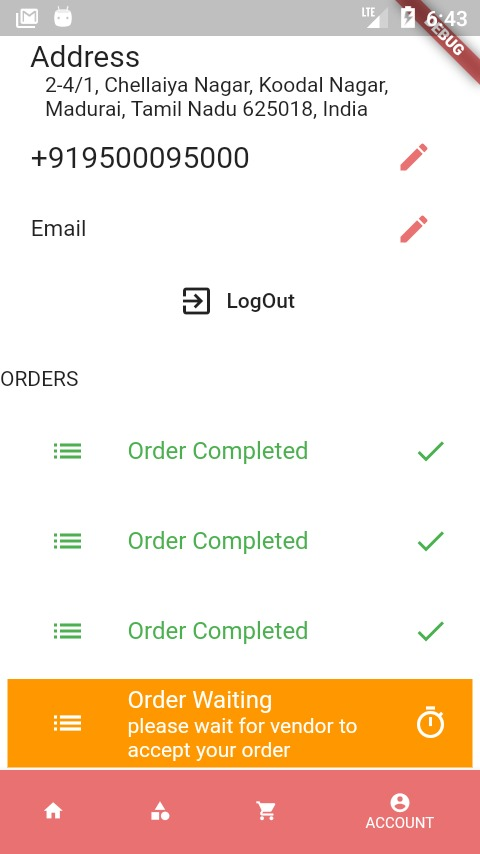 LTE 6:43
DEBUG
Address
2-4/1, Chellaiya Nagar, Koodal Nagar,
Madurai, Tamil Nadu 625018, India
+919500095000
Email
LogOut
ORDERS
Order Completed
Order Completed
Order Completed
Order Waiting
please wait for vendor to
accept your order
ACCOUNT